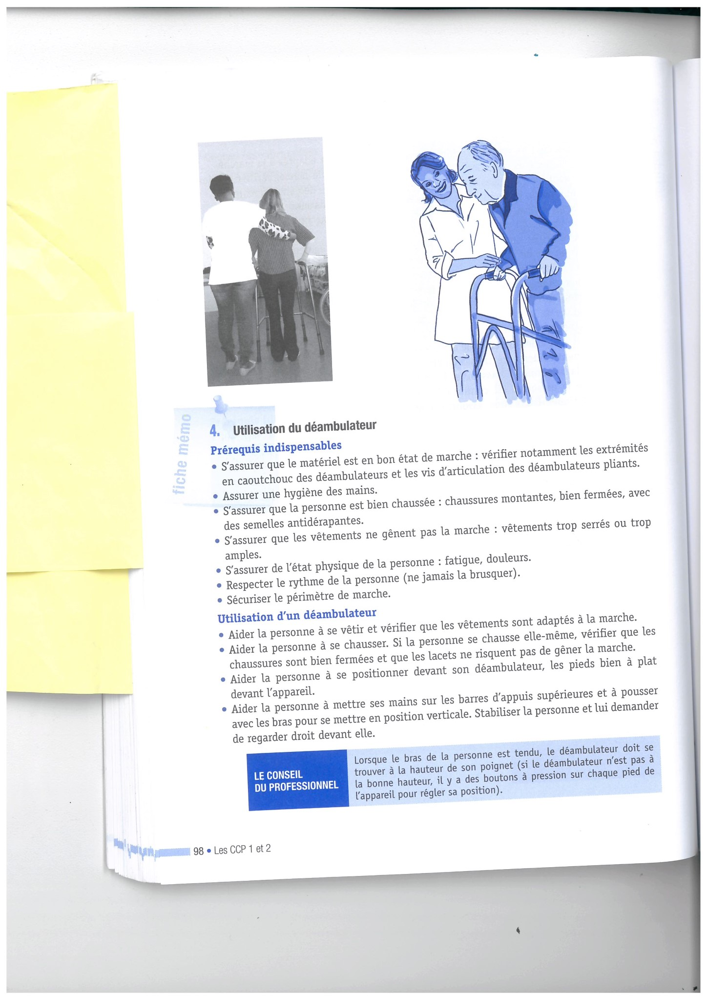 fiche mémo
4. Utilisation du déambulateur
Prérequis indispensables
• S'assurer que le matériel est en bon état de marche : vérifier notamment les extrémités
en caoutchouc des déambulateurs et les vis d'articulation des déambulateurs pliants.
• Assurer une hygiène des mains.
• S'assurer que la personne est bien chaussée : chaussures montantes, bien fermées, avec
des semelles antidérapantes.
• S'assurer que les vêtements ne gênent pas la marche : vêtements trop serrés ou trop
amples.
• S'assurer de l'état physique de la personne : fatigue, douleurs.
• Respecter le rythme de la personne (ne jamais la brusquer).
• Sécuriser le périmètre de marche.
Utilisation d'un déambulateur
• Aider la personne à se vêtir et vérifier que les vêtements sont adaptés à la marche.
• Aider la personne à se chausser. Si la personne se chausse elle-même, vérifier que les
chaussures sont bien fermées et que les lacets ne risquent pas de gêner la marche.
• Aider la personne à se positionner devant son déambulateur, les pieds bien à plat
devant l'appareil.
• Aider la personne à mettre ses mains sur les barres d'appuis supérieures et à pousser
avec les bras pour se mettre en position verticale. Stabiliser la personne et lui demander
de regarder droit devant elle.
LE CONSEIL
DU PROFESSIONNEL
Lorsque le bras de la personne est tendu, le déambulateur doit se
trouver à la hauteur de son poignet (si le déambulateur n'est pas à
la bonne hauteur, il y a des boutons à pression sur chaque pied de
l'appareil pour régler sa position).
98 • Les CCP 1 et 2